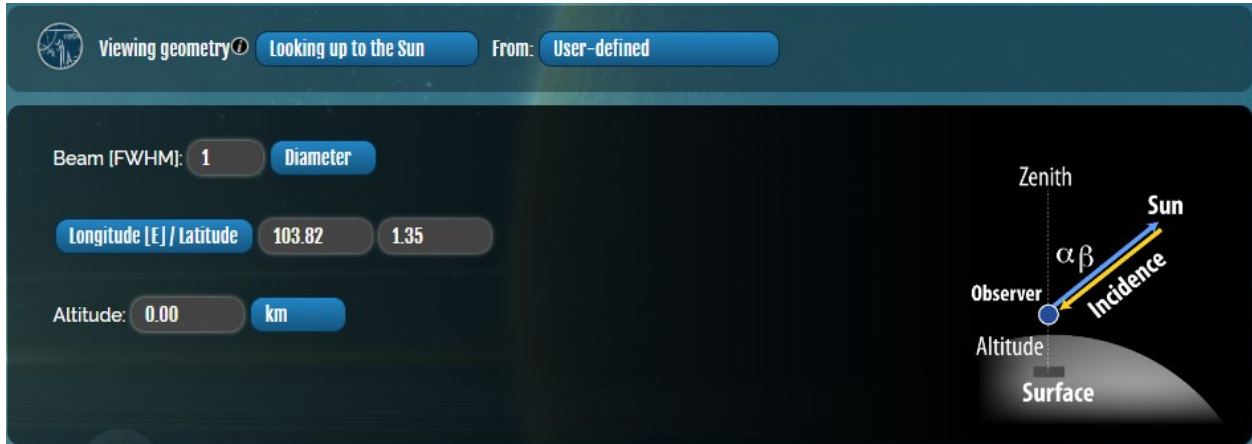 Viewing geometry i Looking up to the Sun From: User-defined
Beam [FWHM]: 1 Diameter
Longitude [E] / Latitude 103.82 1.35
Altitude: 0.00 km
Zenith
Sun
α β
Incidence
Observer
Altitude
Surface